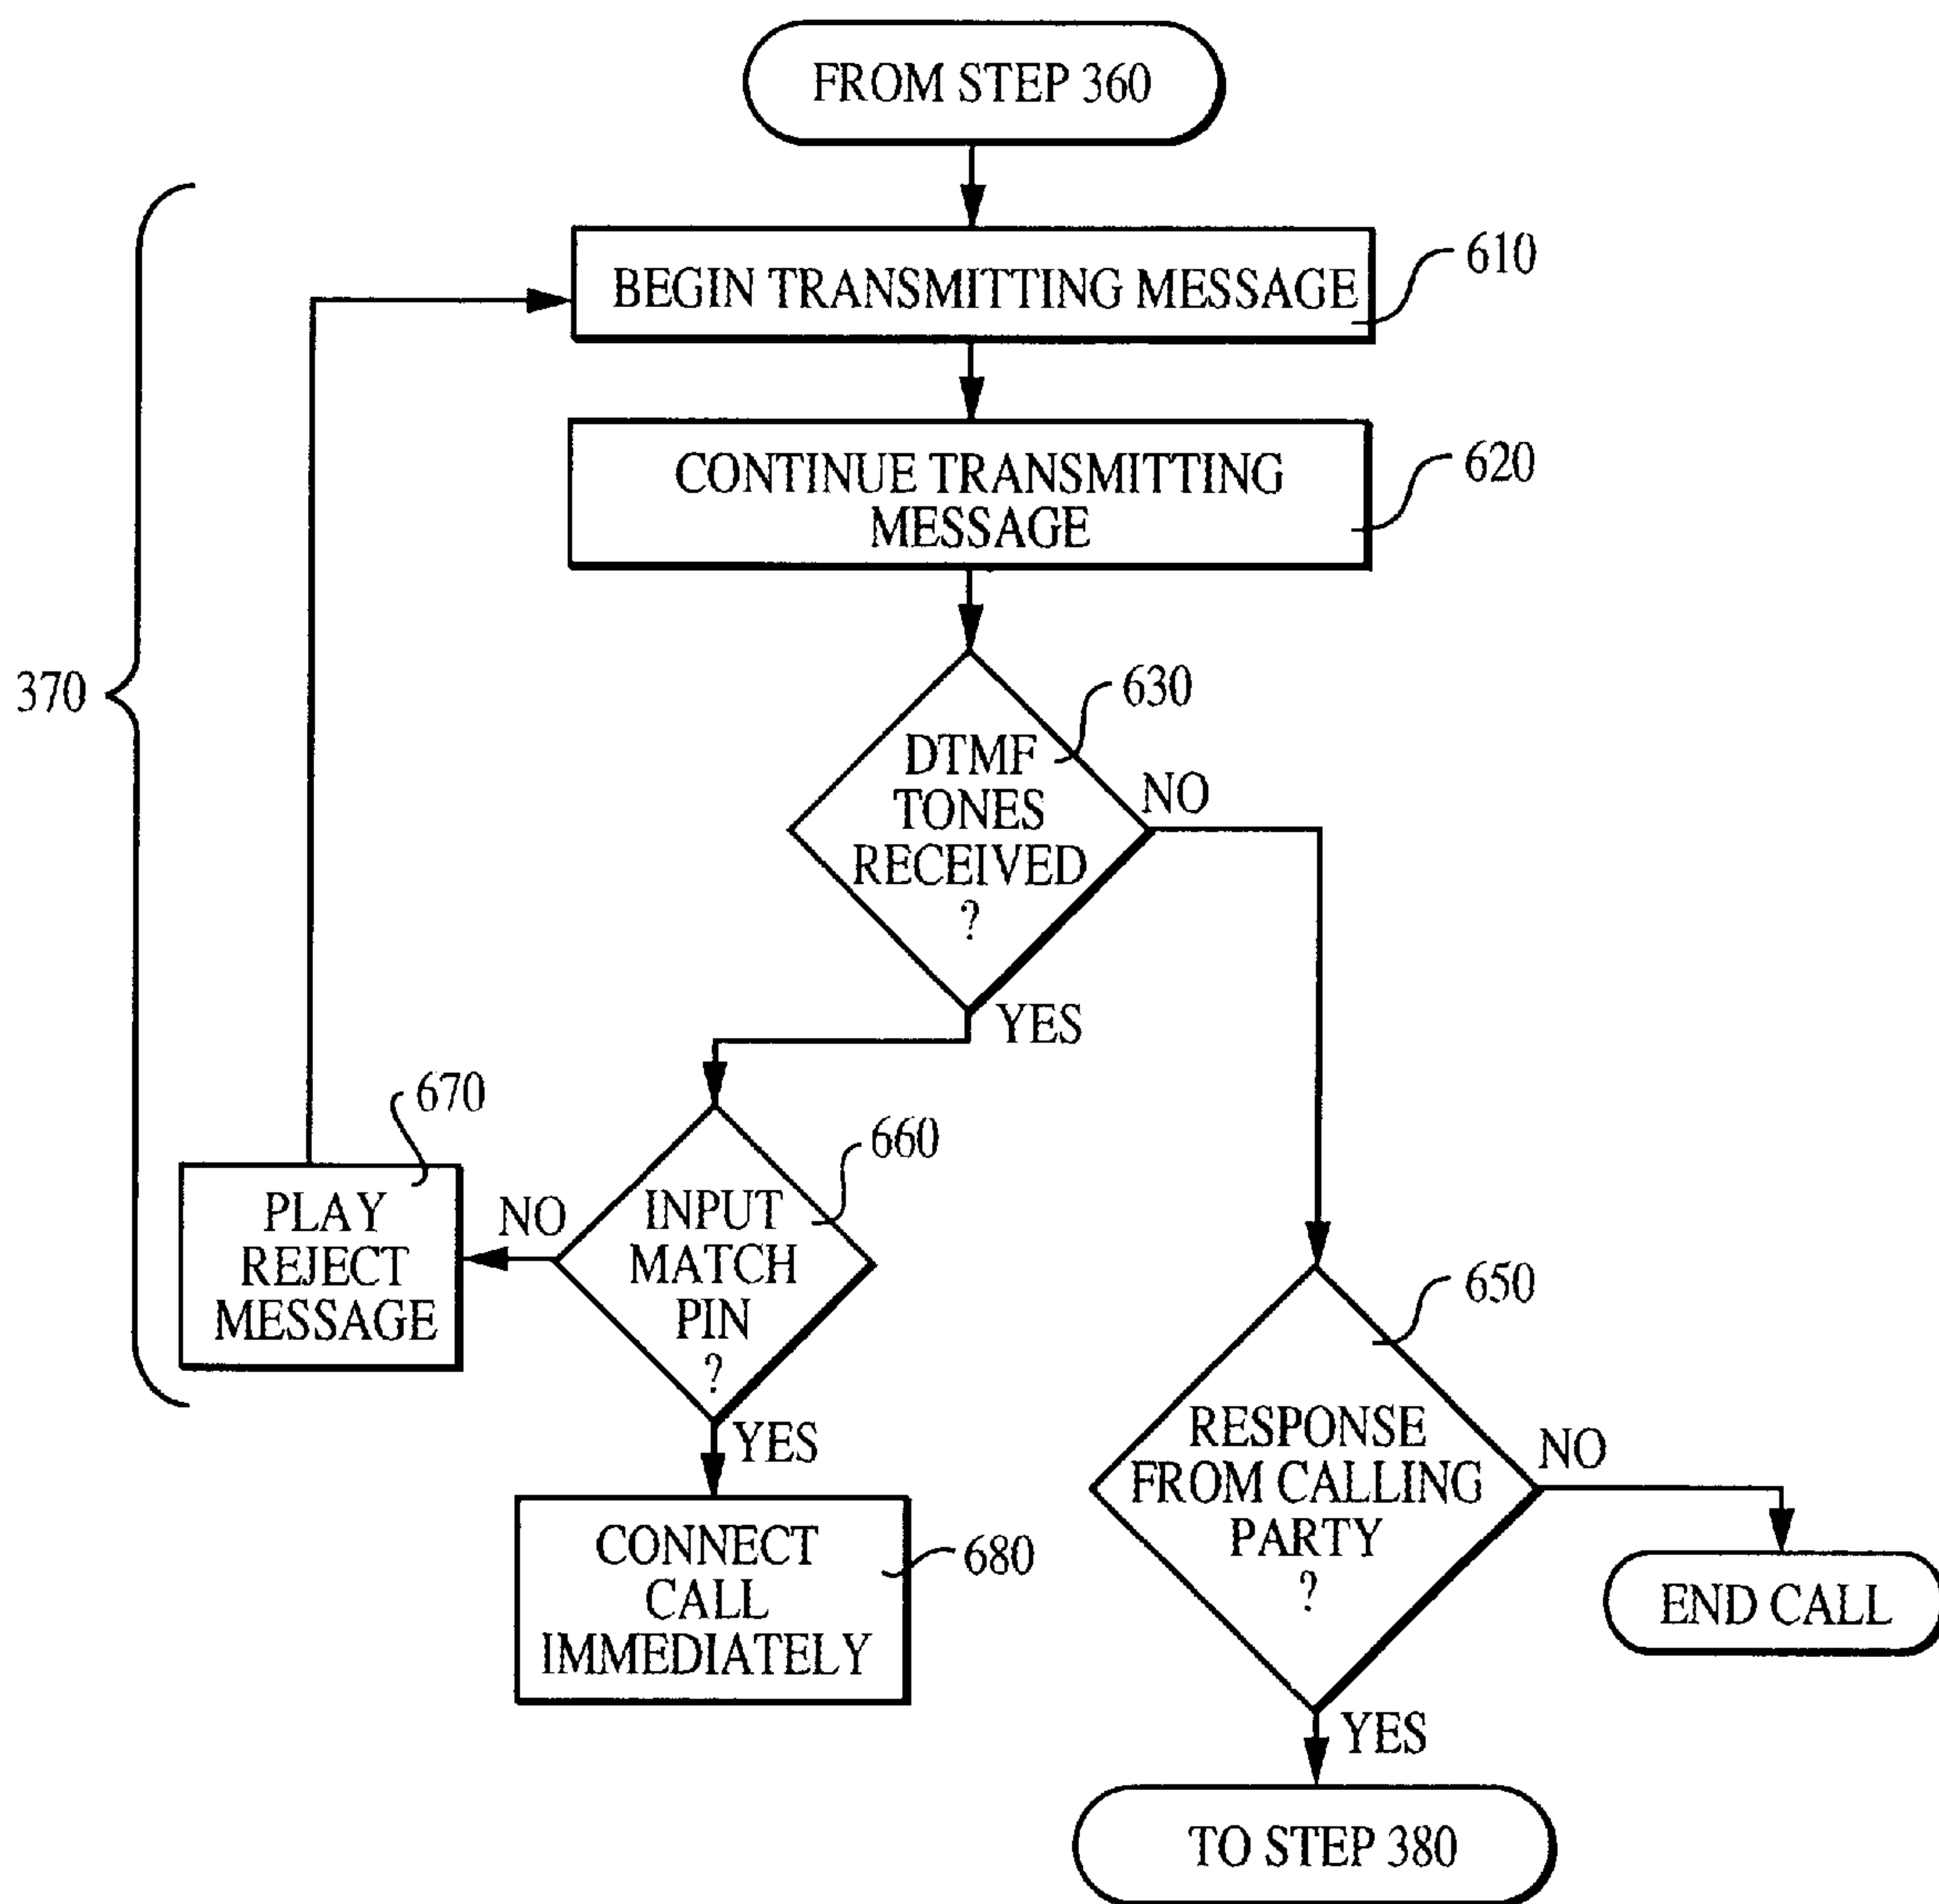 FROM STEP 360
BEGIN TRANSMITTING MESSAGE
610
CONTINUE TRANSMITTING
MESSAGE
620
370
630
DTMF
TONES
RECEIVED
?
NO
YES
670
PLAY
REJECT
MESSAGE
NO
660
INPUT
MATCH
PIN
?
YES
650
RESPONSE
FROM CALLING
PARTY
?
NO
CONNECT
CALL
IMMEDIATELY
680
END CALL
YES
TO STEP 380